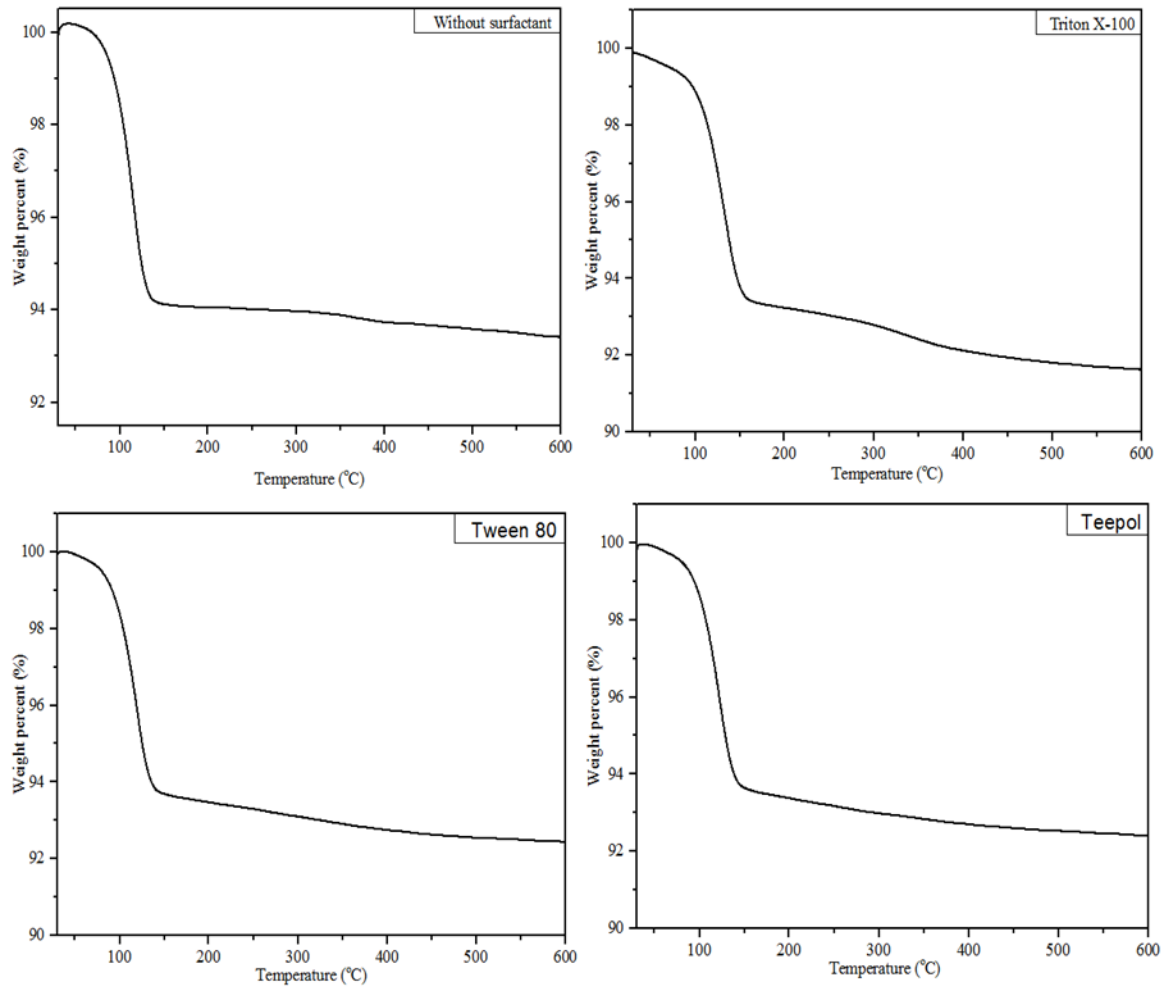 Without surfactant
100
98
96
94
92
Weight percent (%)
100 200 300 400 500 600
Temperature (°C)
Triton X-100
100
98
96
94
92
90
Weight percent (%)
100 200 300 400 500 600
Temperature (°C)
Tween 80
100
98
96
94
92
90
Weight percent (%)
100 200 300 400 500 600
Temperature (°C)
Teepol
100
98
96
94
92
90
Weight percent (%)
100 200 300 400 500 600
Temperature (°C)